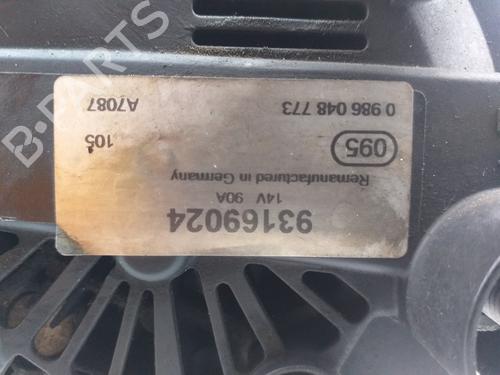 93169024
14V 90A
Remanufactured in Germany
095
105
0 986 048 773
A7087
B-PARTS